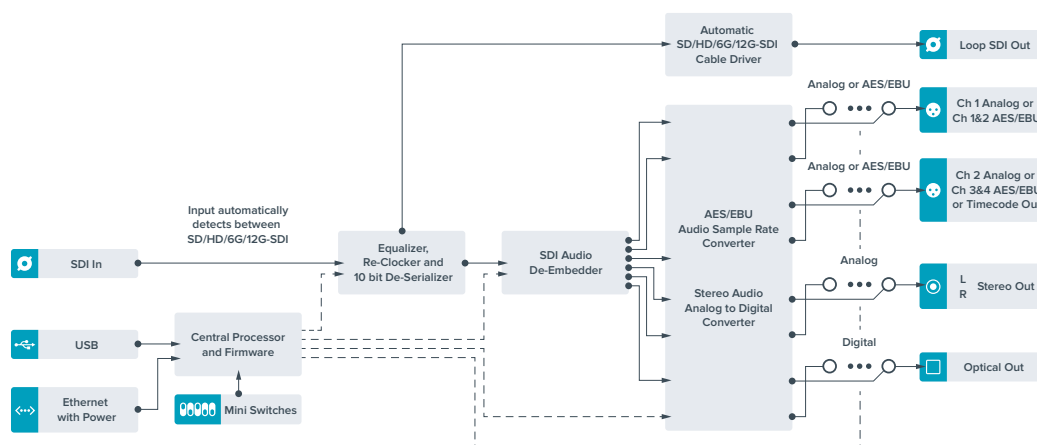 Automatic
SD/HD/6G/12G-SDI
Cable Driver
Loop SDI Out
Analog or AES/EBU
Ch 1 Analog or
Ch 1&2 AES/EBU
Analog or AES/EBU
Ch 2 Analog or
Ch 3&4 AES/EBU
or Timecode Ou
Input automatically
detects between
SD/HD/6G/12G-SDI
SDI In
Equalizer,
Re-Clocker and
10 bit De-Serializer
SDI Audio
De-Embedder
AES/EBU
Audio Sample Rate
Converter
Stereo Audio
Analog to Digital
Converter
Analog
L
R
Stereo Out
USB
Central Processor
and Firmware
Digital
Optical Out
Ethernet
with Power
Mini Switches